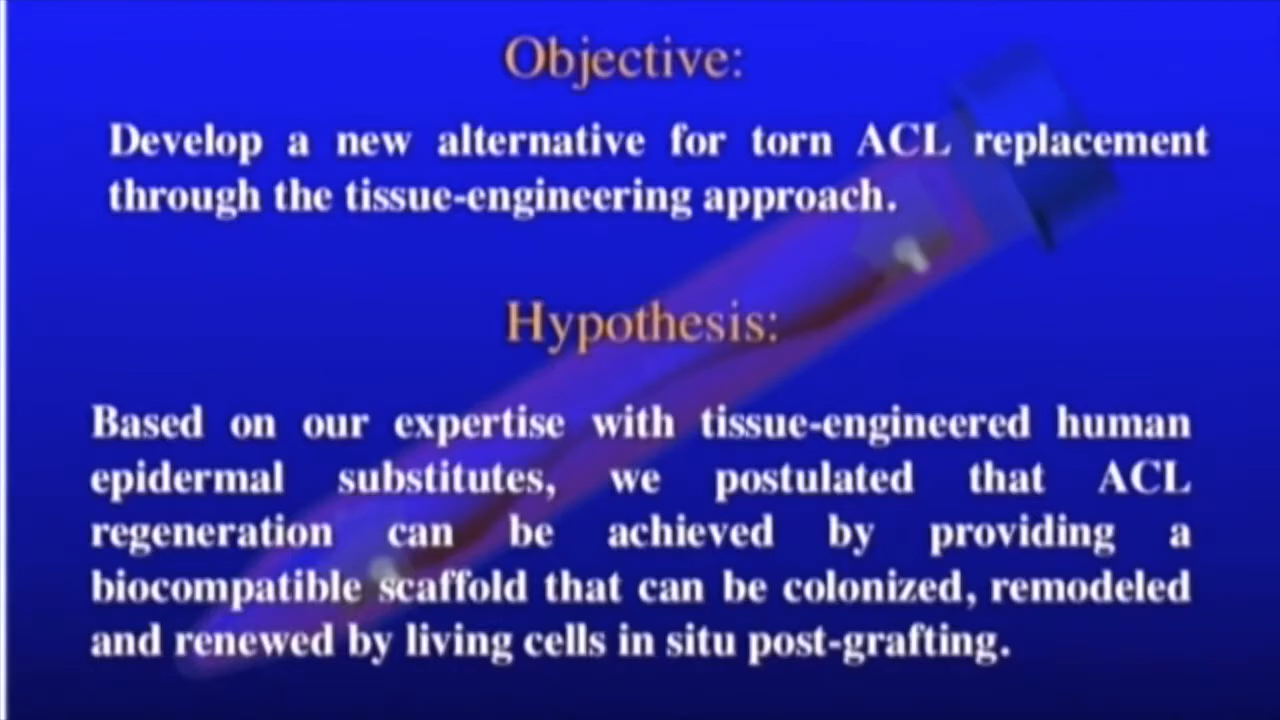 Objective:
Develop a new alternative for torn ACL replacement
through the tissue-engineering approach.
Hypothesis:
Based on our expertise with tissue-engineered human
epidermal substitutes, we postulated that ACL
regeneration can be achieved by providing a
biocompatible scaffold that can be colonized, remodeled
and renewed by living cells in situ post-grafting.